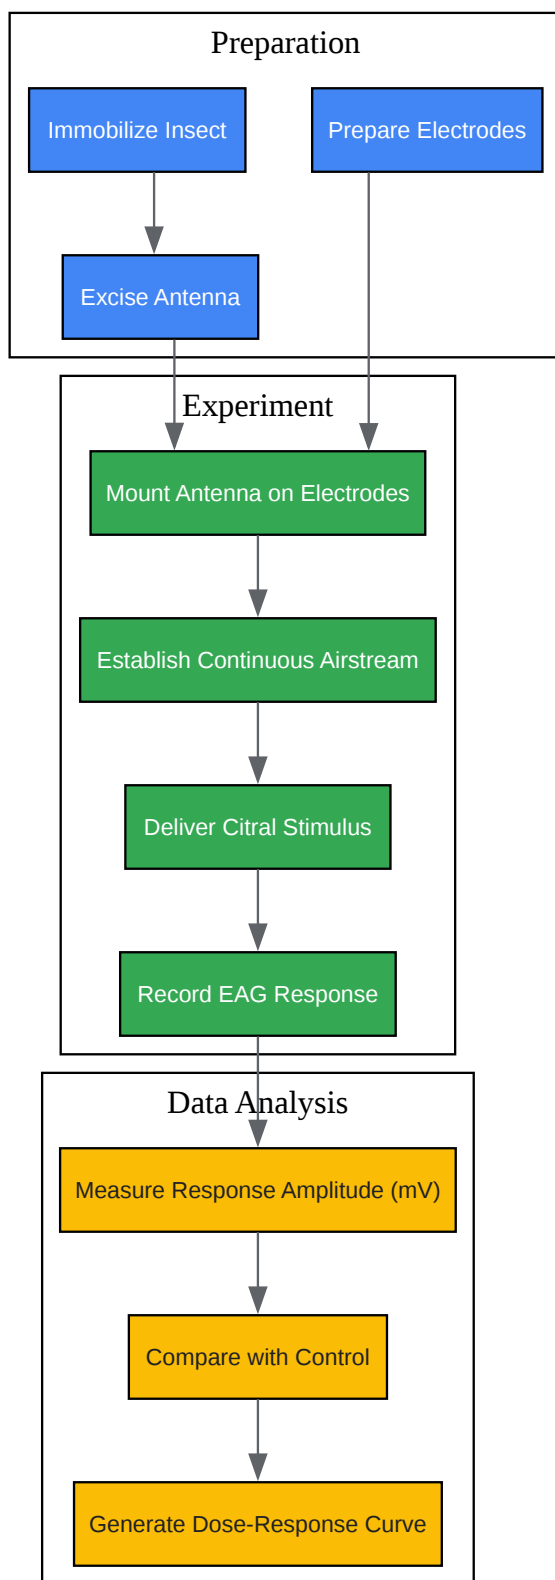 Preparation
Immobilize Insect
Prepare Electrodes
Excise Antenna
Experiment
Mount Antenna on Electrodes
Establish Continuous Airstream
Deliver Citral Stimulus
Record EAG Response
Data Analysis
Measure Response Amplitude (mV)
Compare with Control
Generate Dose-Response Curve